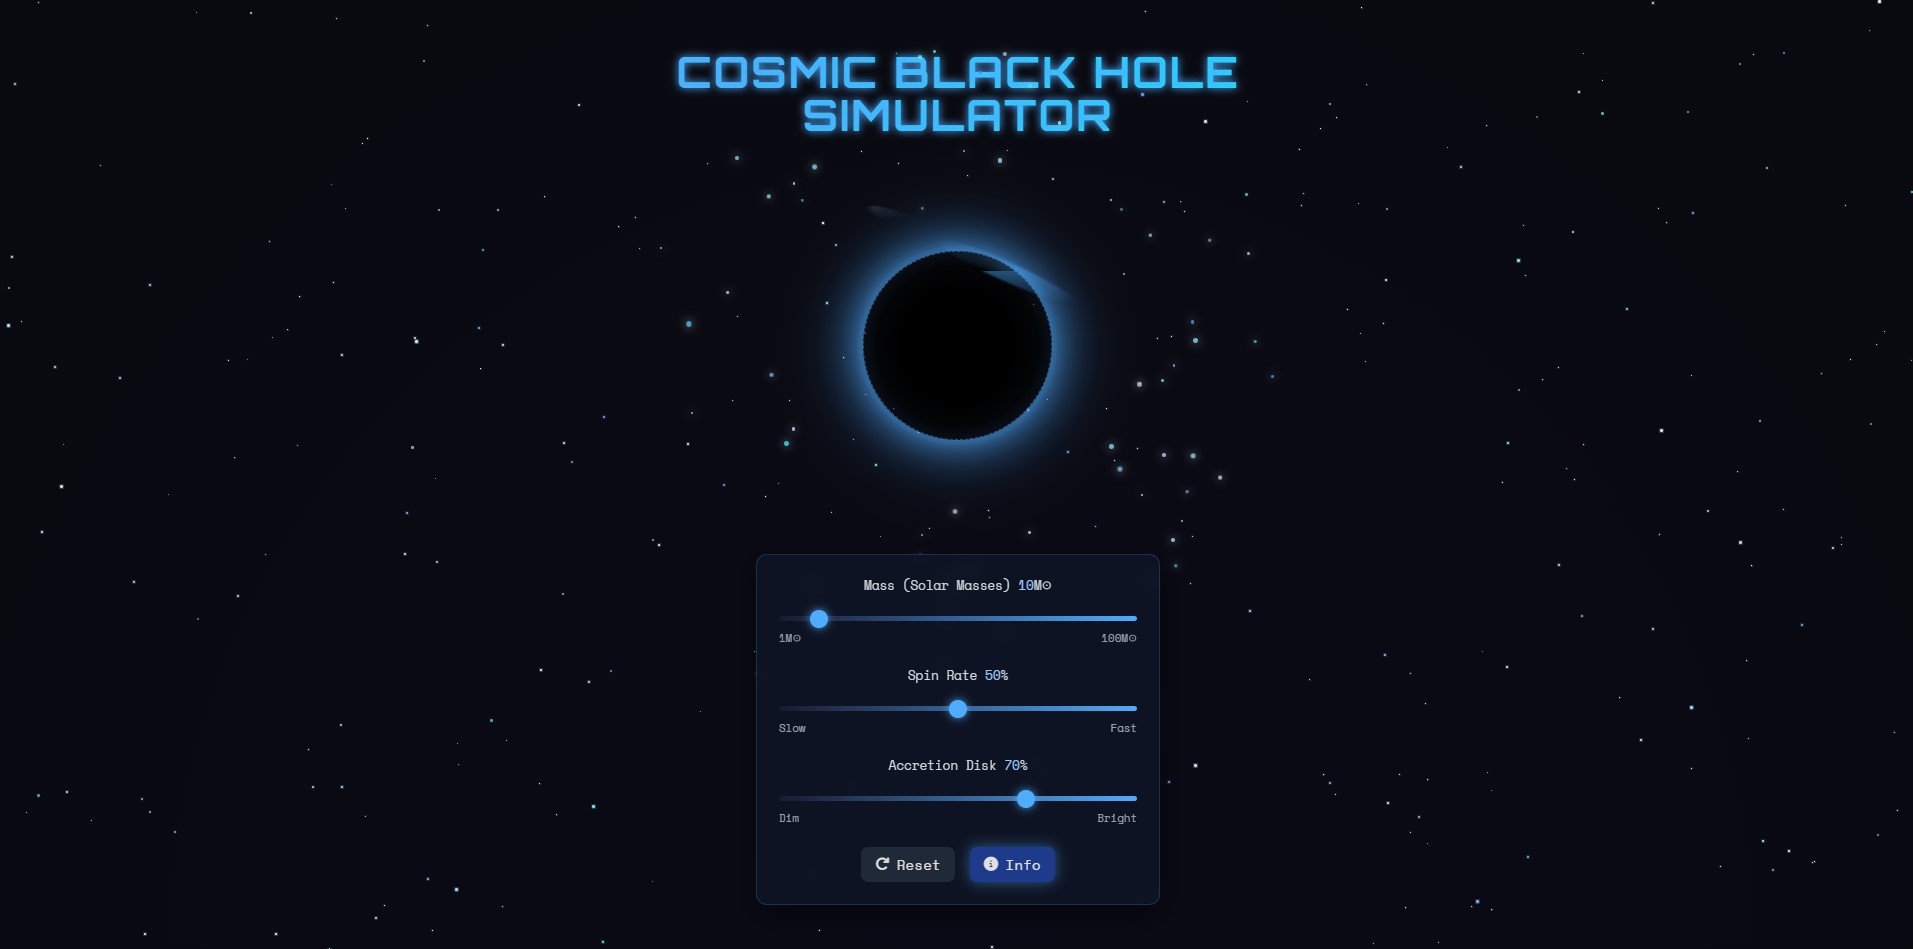 COSMIC BLACK HOLE
SIMULATOR
Mass (Solar Masses) 10M⊙
1M⊙ 100M⊙
Spin Rate 50%
Slow Fast
Accretion Disk 70%
Dim Bright
Reset Info